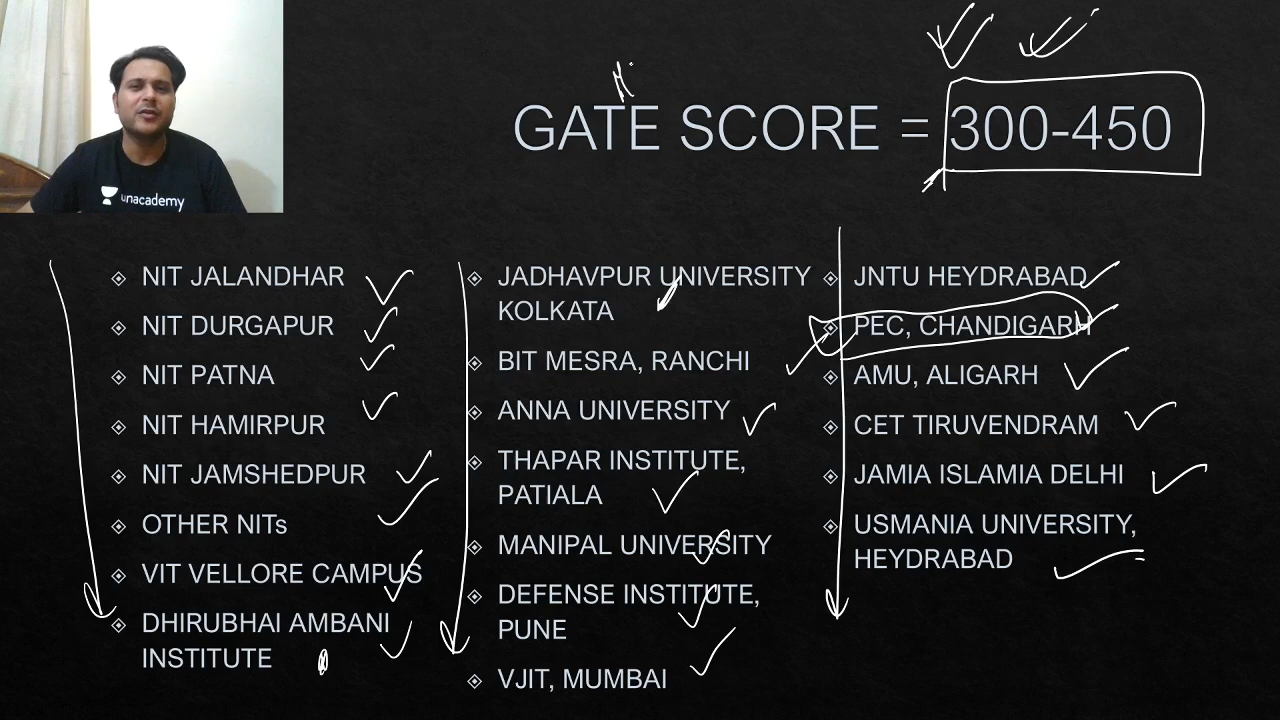 unacademy
GATE SCORE = 300-450
NIT JALANDHAR
NIT DURGAPUR
NIT PATNA
NIT HAMIRPUR
NIT JAMSHEDPUR
OTHER NITs
VIT VELLORE CAMPUS
DHIRUBHAI AMBANI
INSTITUTE
JADHAVPUR UNIVERSITY
KOLKATA
BIT MESRA, RANCHI
ANNA UNIVERSITY
THAPAR INSTITUTE,
PATIALA
MANIPAL UNIVERSITY
DEFENSE INSTITUTE,
PUNE
VJIT, MUMBAI
JNTU HEYDRABAD
PEC, CHANDIGARH
AMU, ALIGARH
CET TIRUVENDRAM
JAMIA ISLAMIA DELHI
USMANIA UNIVERSITY,
HEYDRABAD